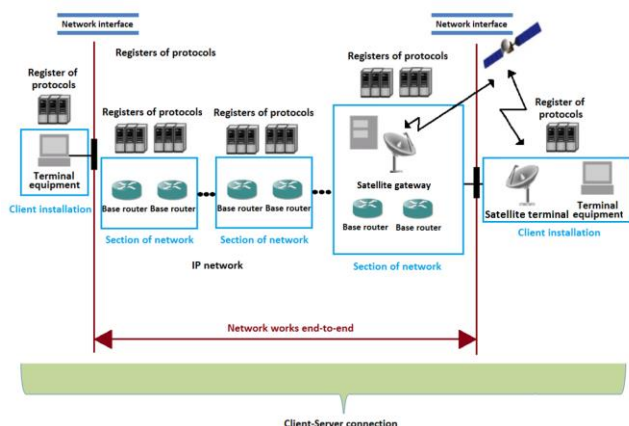 Network interface
Network interface
Registers of protocols
Registers of protocols
Register of
protocols
Registers of protocols
Registers of protocols
Register of
protocols
Terminal
equipment
Satellite gateway
Base router
Base router
Base router
Base router
Satellite terminal
Terminal
equipment
Client installation
Section of network
Section of network
Base router
Base router
Client installation
IP network
Section of network
Network works end-to-end
Client-Server connection